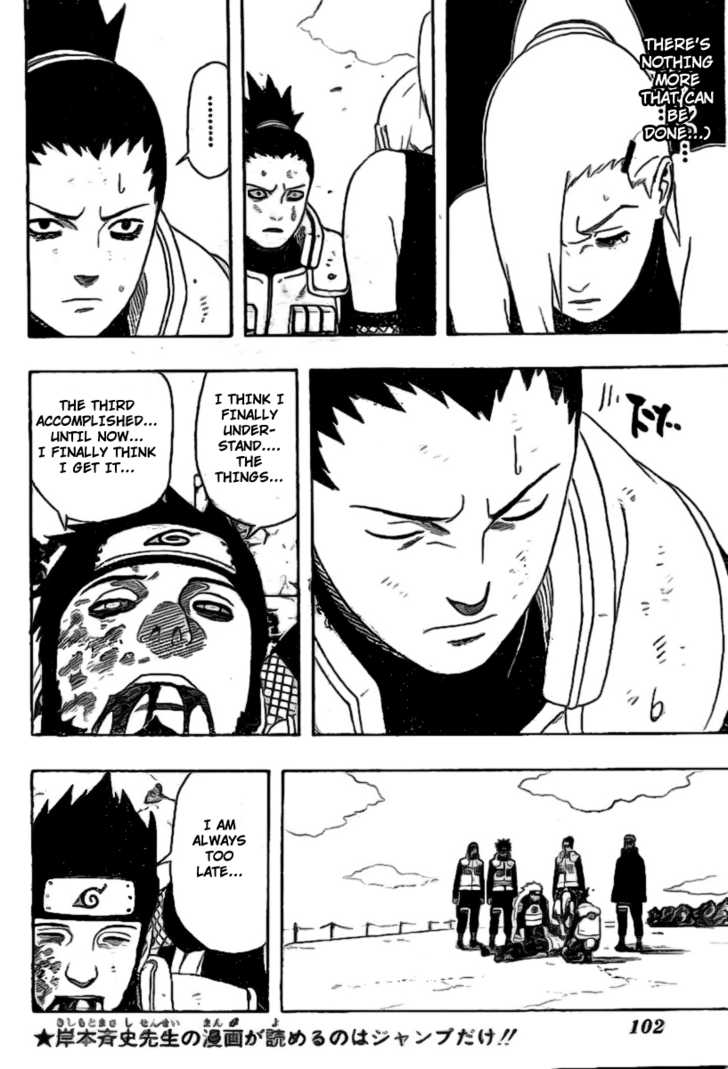 THERE'S
NOTHING
MORE
THAT CAN
BE
DONE...)
.........
I THINK I
FINALLY
UNDER-
STAND....
THE
THINGS...
THE THIRD
ACCOMPLISHED...
UNTIL NOW...
I FINALLY THINK
I GET IT...
I AM
ALWAYS
TOO
LATE...
102
★岸本斉史先生の漫画が読めるのはジャンプだけ!!